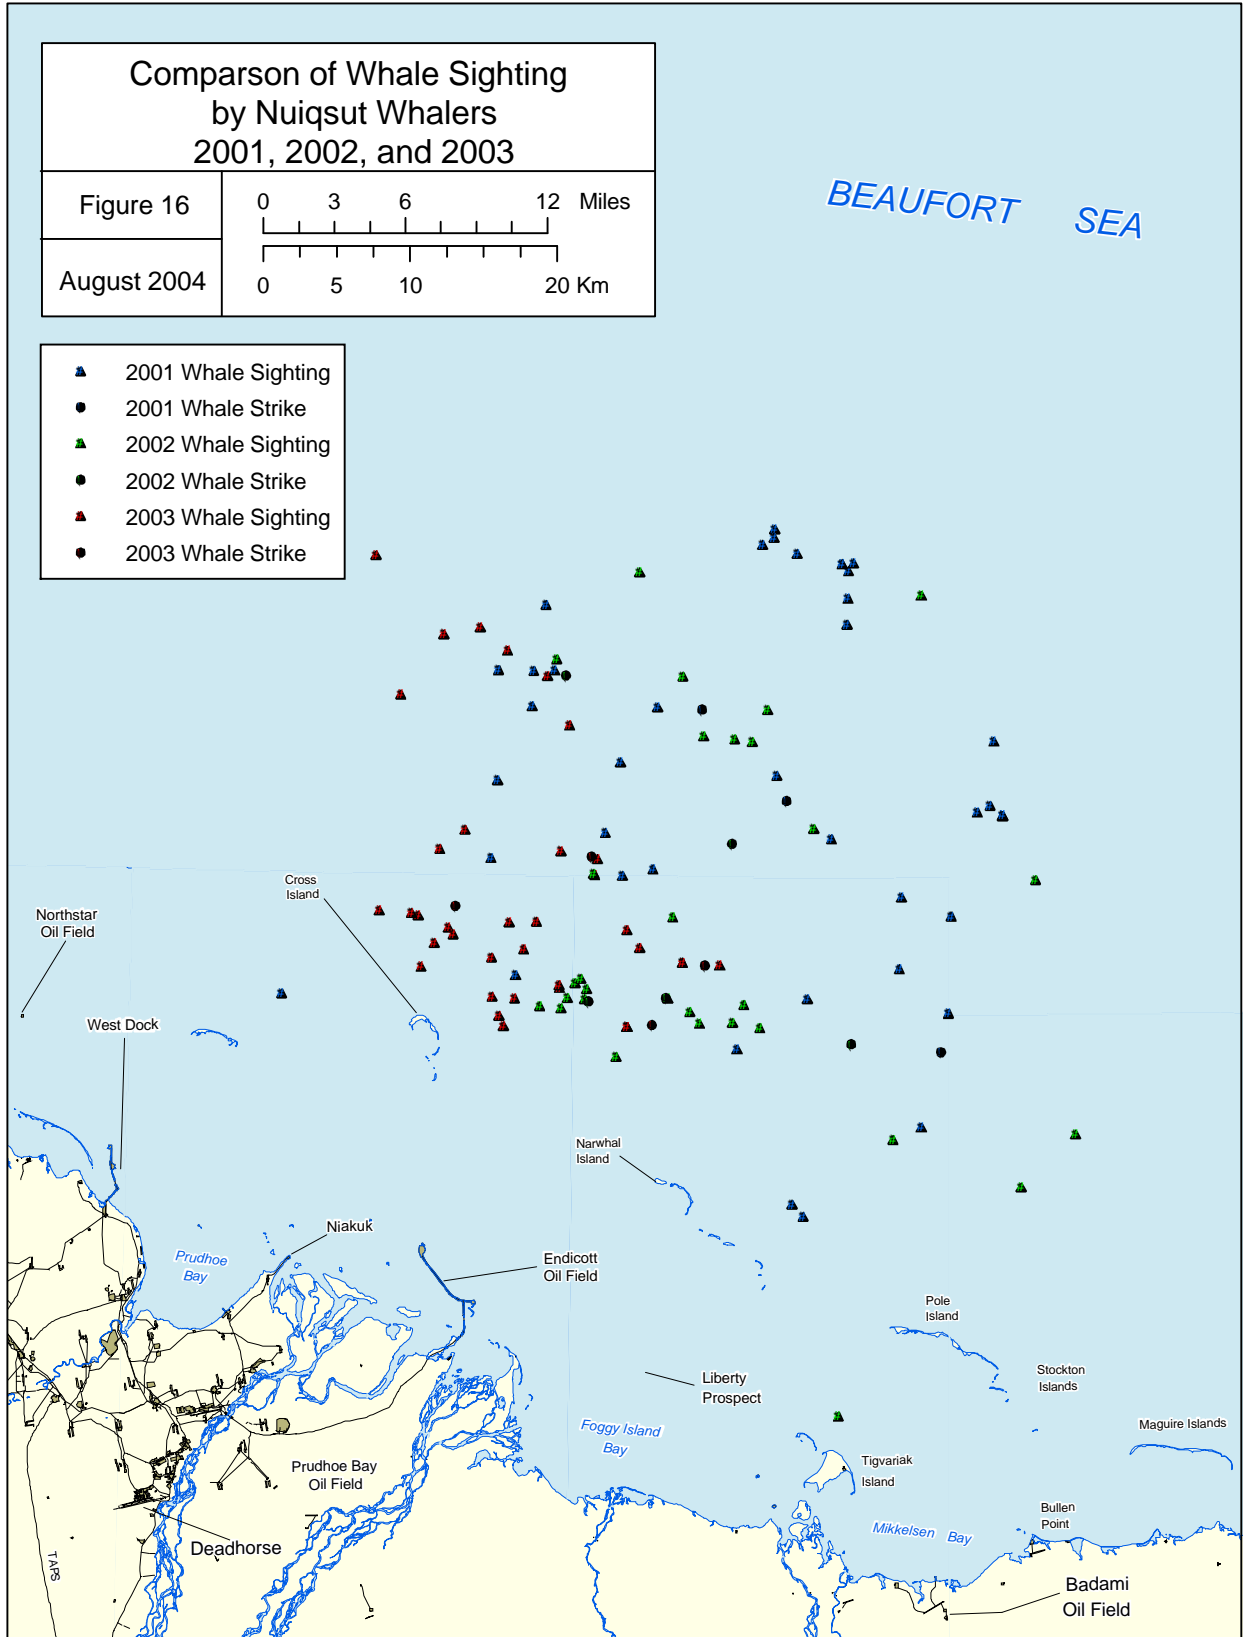 Comparson of Whale Sighting
by Nuiqsut Whalers
2001, 2002, and 2003
Figure 16
August 2004
0 3 6 12 Miles
0 5 10 20 Km
BEAUFORT SEA
2001 Whale Sighting
2001 Whale Strike
2002 Whale Sighting
2002 Whale Strike
2003 Whale Sighting
2003 Whale Strike
Cross
Island
Northstar
Oil Field
West Dock
Narwhal
Island
Niakuk
Prudhoe
Bay
Endicott
Oil Field
Pole
Island
Liberty
Prospect
Stockton
Islands
Maguire Islands
Foggy Island
Bay
Tigvariak
Island
Prudhoe Bay
Oil Field
Bullen
Point
Mikkelsen Bay
Deadhorse
TAPS
Badami
Oil Field